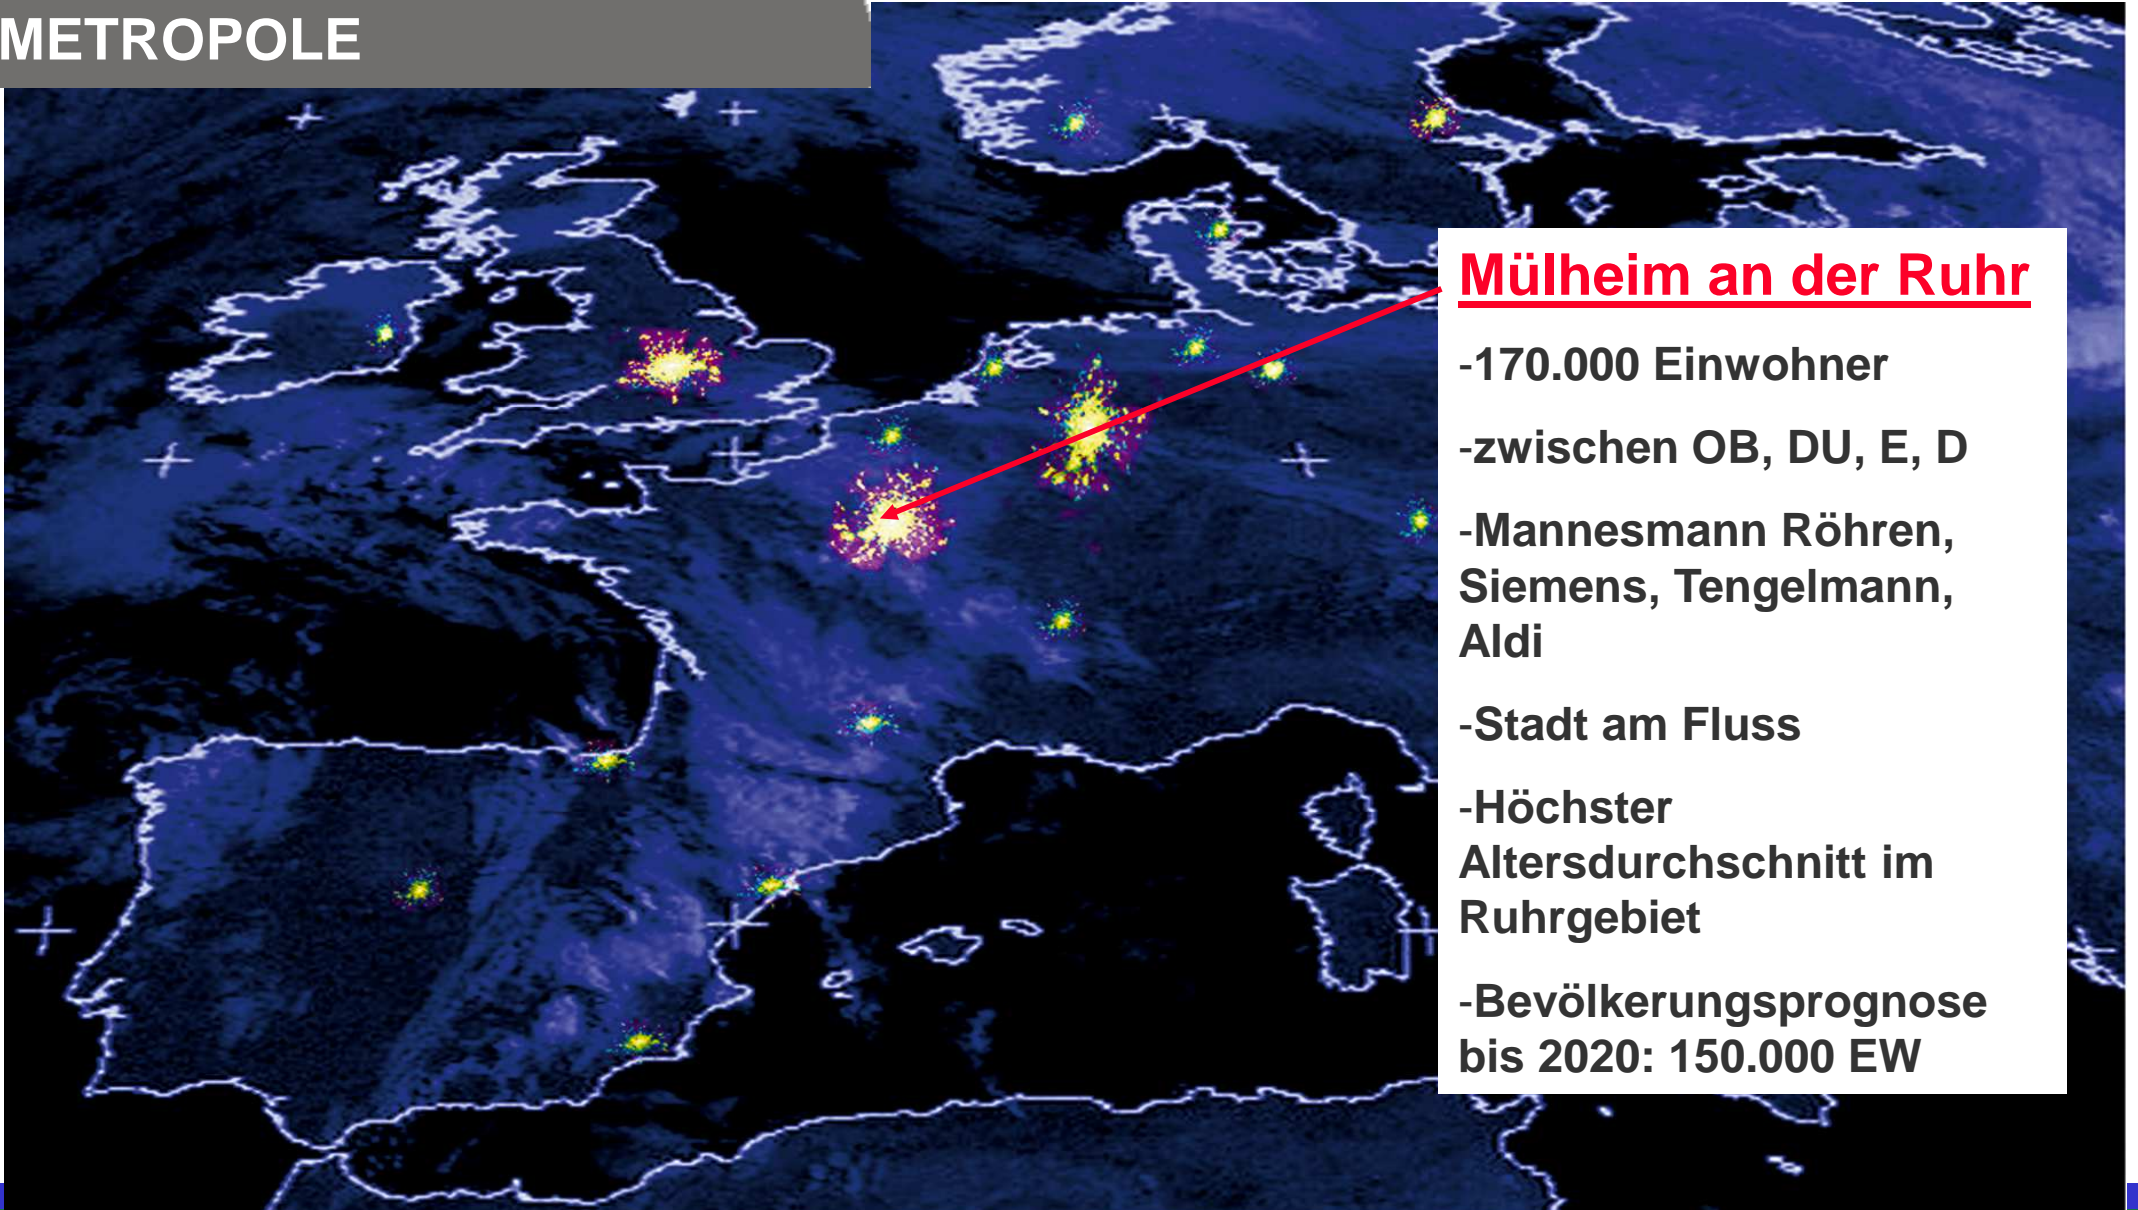 METROPOLE
Mülheim an der Ruhr
-170.000 Einwohner
-zwischen OB, DU, E, D
-Mannesmann Röhren,
Siemens, Tengelmann,
Aldi
-Stadt am Fluss
-Höchster
Altersdurchschnitt im
Ruhrgebiet
-Bevölkerungsprognose
bis 2020: 150.000 EW